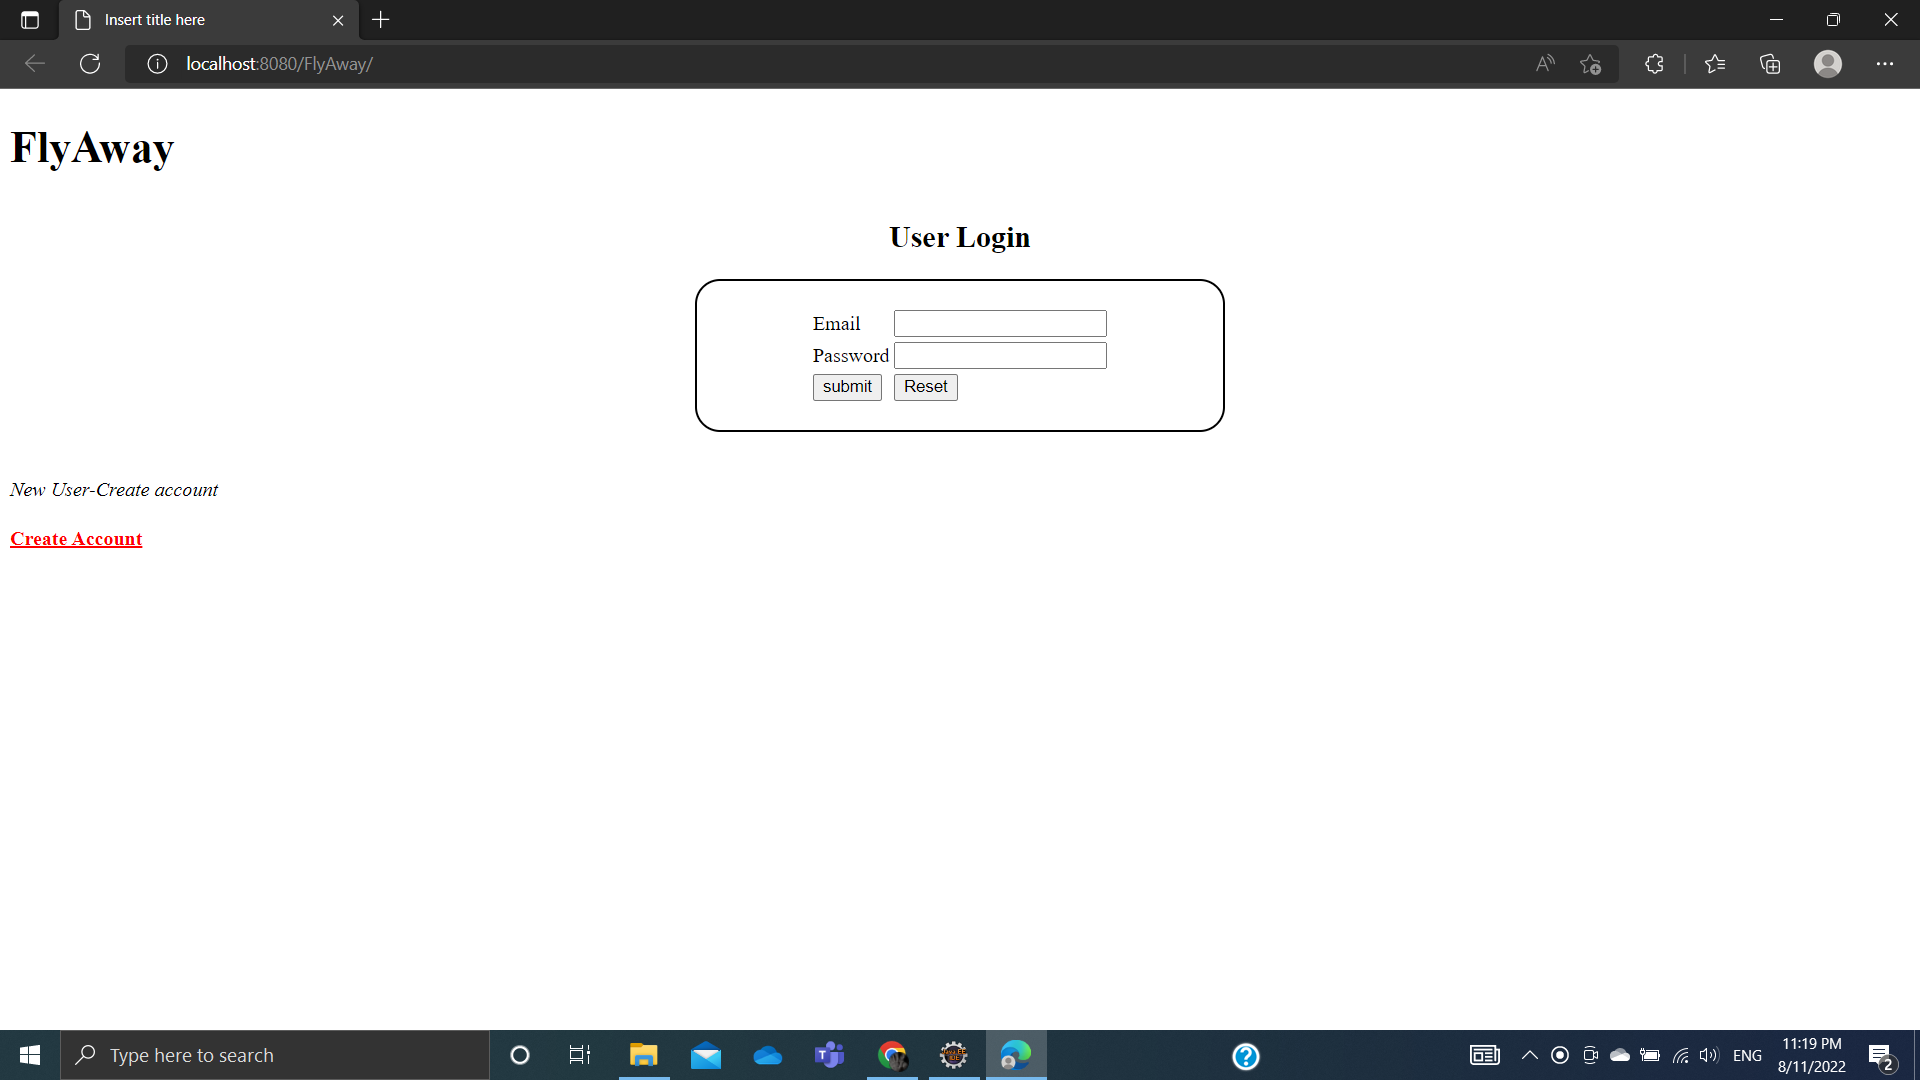 Insert title here
localhost:8080/FlyAway/
FlyAway
User Login
Email
Password
submit Reset
New User-Create account
Create Account
Type here to search
ENG
11:19 PM
8/11/2022
2